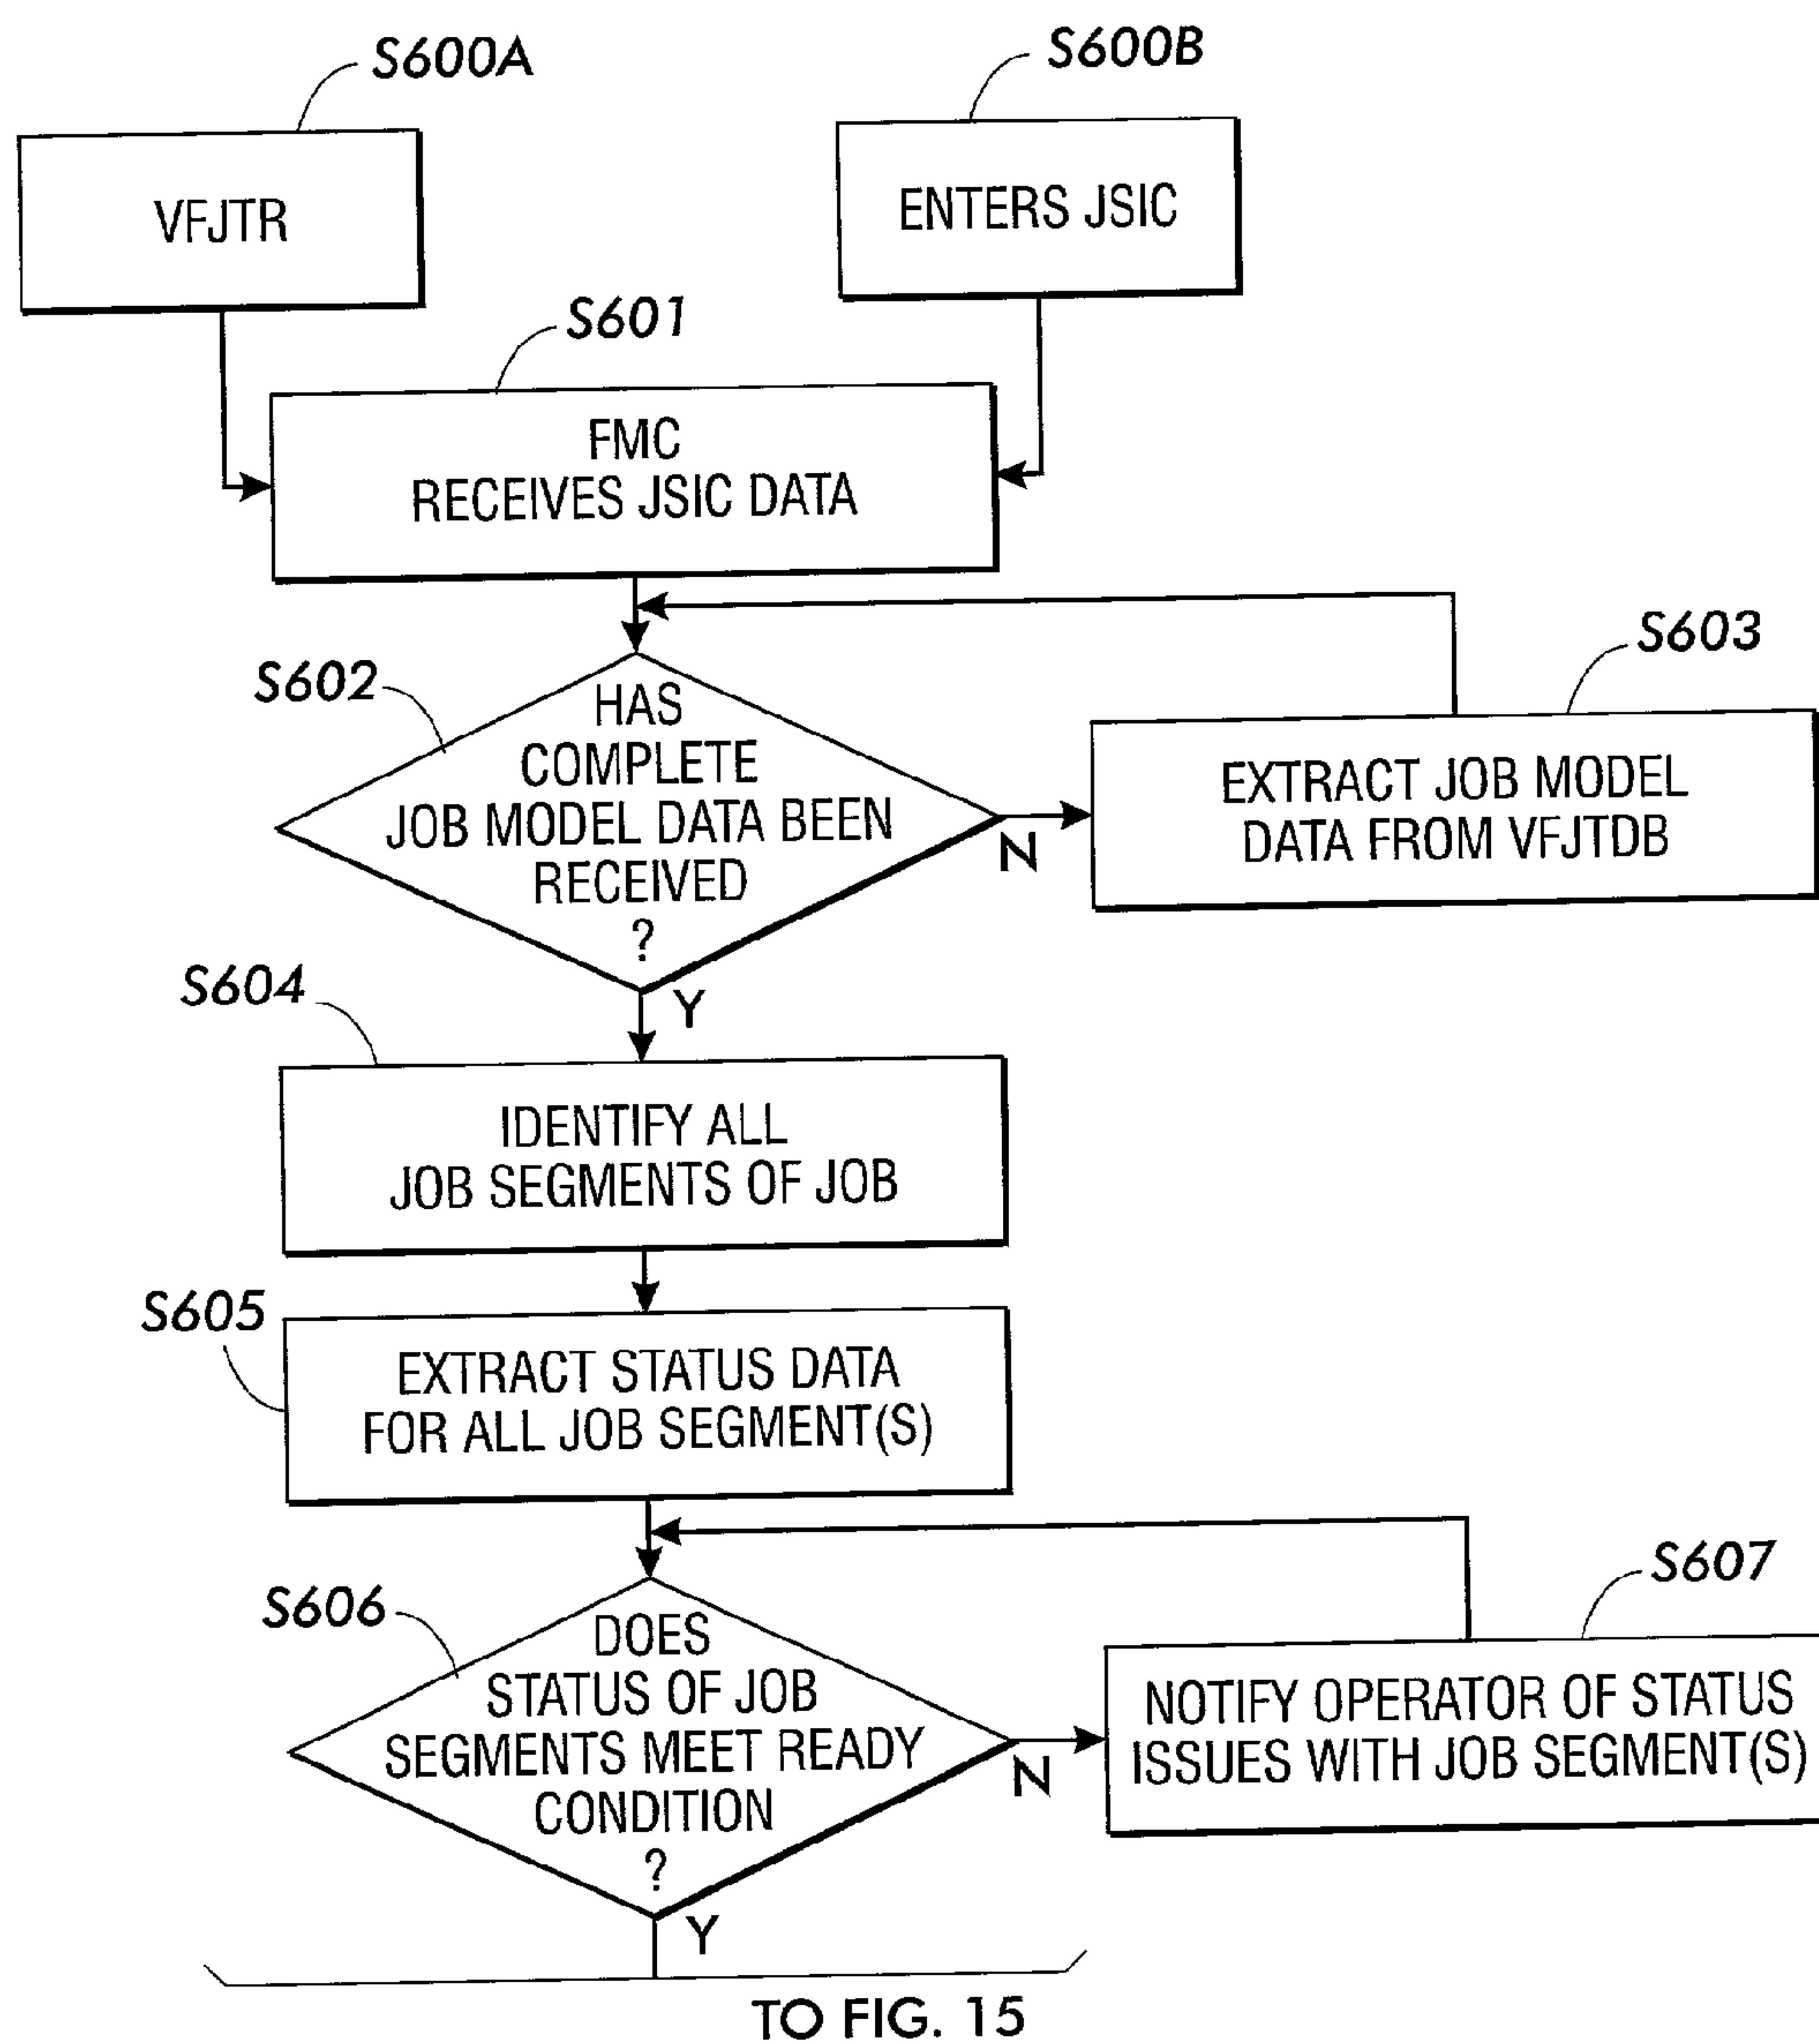 S600A
VFJTR
S600B
ENTERS JSIC
S601
FMC
RECEIVES JSIC DATA
S602
HAS
COMPLETE
JOB MODEL DATA BEEN
RECEIVED
?
N
Y
S603
EXTRACT JOB MODEL
DATA FROM VFJTDB
S604
IDENTIFY ALL
JOB SEGMENTS OF JOB
S605
EXTRACT STATUS DATA
FOR ALL JOB SEGMENT(S)
S606
DOES
STATUS OF JOB
SEGMENTS MEET READY
CONDITION
?
N
Y
S607
NOTIFY OPERATOR OF STATUS
ISSUES WITH JOB SEGMENT(S)
TO FIG. 15